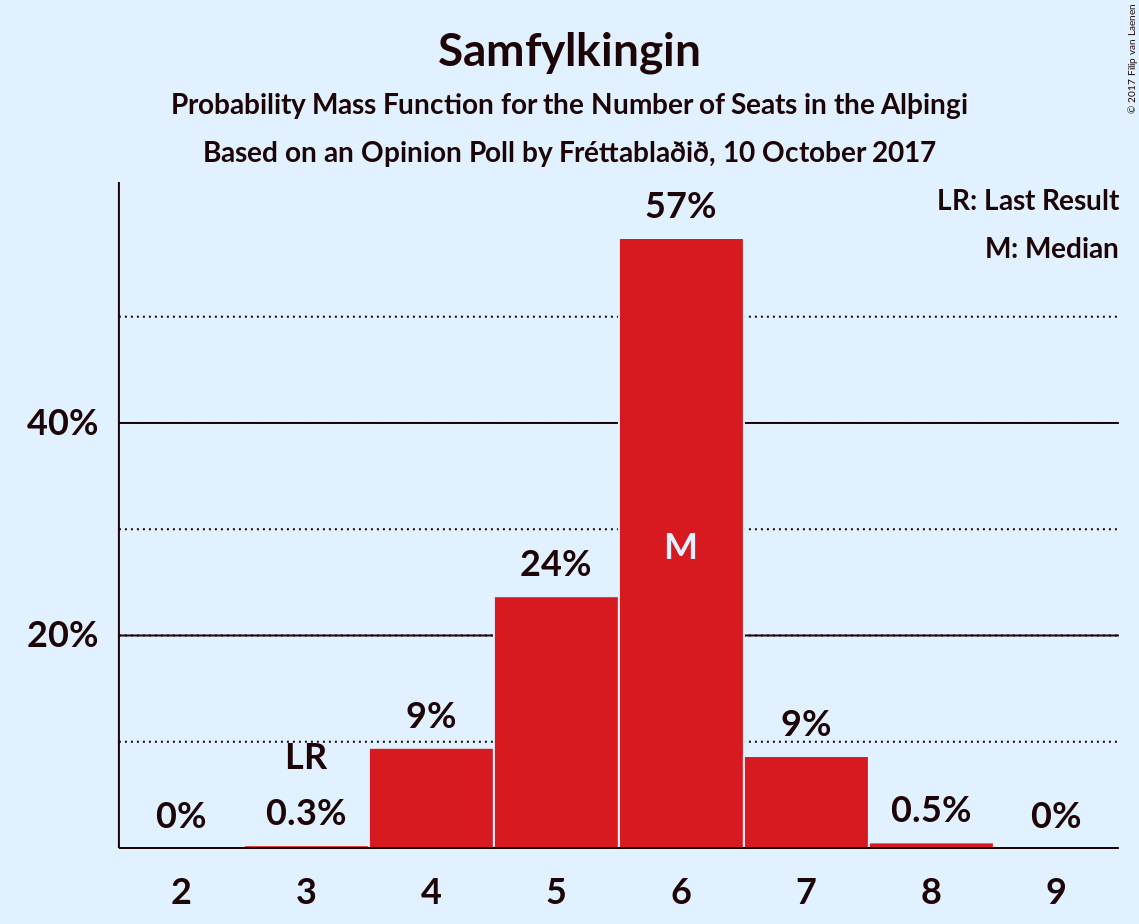 Samfylkingin
Probability Mass Function for the Number of Seats in the Alþingi
Based on an Opinion Poll by Fréttablaðið, 10 October 2017
© 2017 Filip van Laenen
LR: Last Result
M: Median
57%
40%
M
24%
20%
9%
9%
LR
0%
0.3%
0.5%
0%
2 3 4 5 6 7 8 9